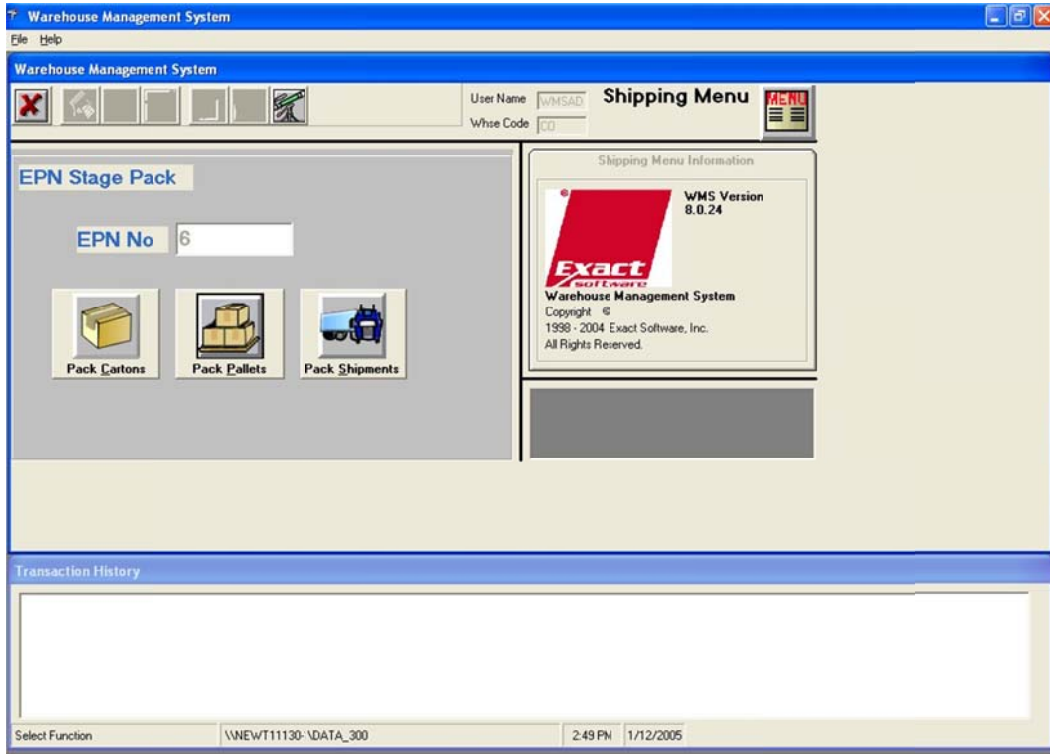 Warehouse Management System
File Help
Warehouse Management System
User Name WMSAD Shipping Menu MENU
Whse Code CO
EPN Stage Pack
EPN No 6
Pack Cartons Pack Pallets Pack Shipments
Shipping Menu Information
WMS Version
8.0.24
®
Exact
software
Warehouse Management System
Copyright ©
1998 - 2004 Exact Software, Inc.
All Rights Reserved.
Transaction History
Select Function \\NEWT11130-\DATA_300 2:49 PM 1/12/2005